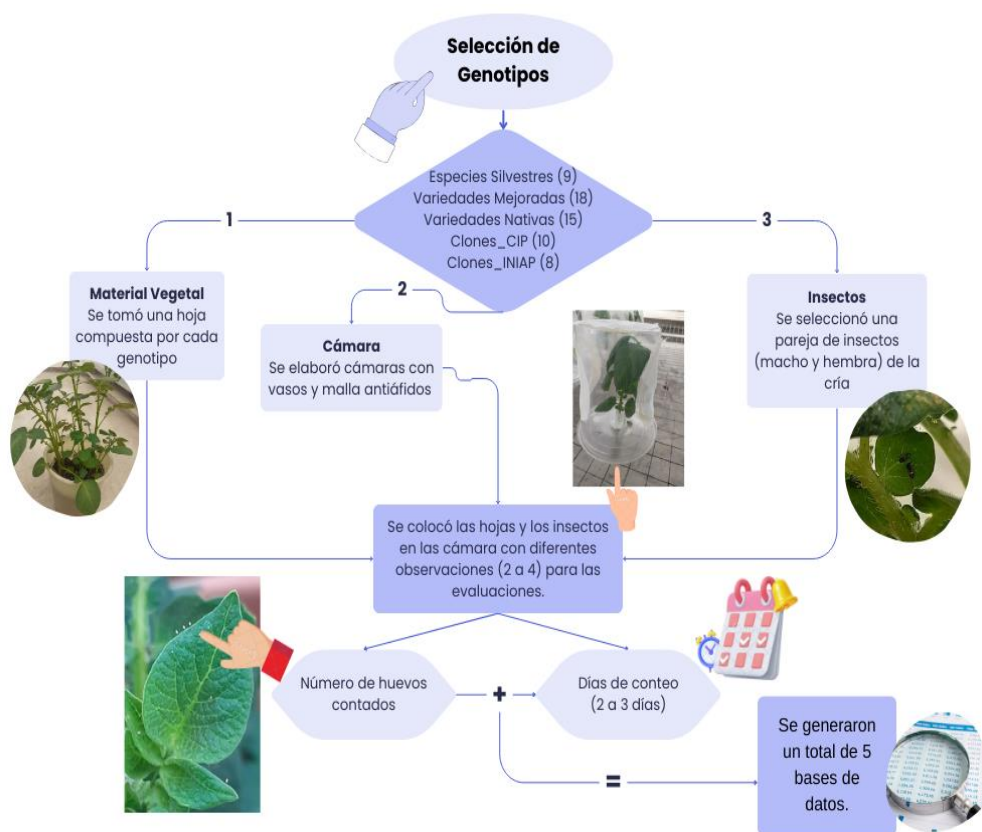 Selección de
Genotipos
Especies Silvestres (9)
Variedades Mejoradas (18)
Variedades Nativas (15)
Clones_CIP (10)
Clones_INIAP (8)
1
2
3
Material Vegetal
Se tomó una hoja
compuesta por cada
genotipo
Cámara
Se elaboró cámaras con
vasos y malla antiáfidos
Insectos
Se seleccionó una
pareja de insectos
(macho y hembra) de la
cría
Se colocó las hojas y los insectos
en las cámara con diferentes
observaciones (2 a 4) para las
evaluaciones.
Número de huevos
contados
+
Días de conteo
(2 a 3 días)
=
Se generaron
un total de 5
bases de
datos.